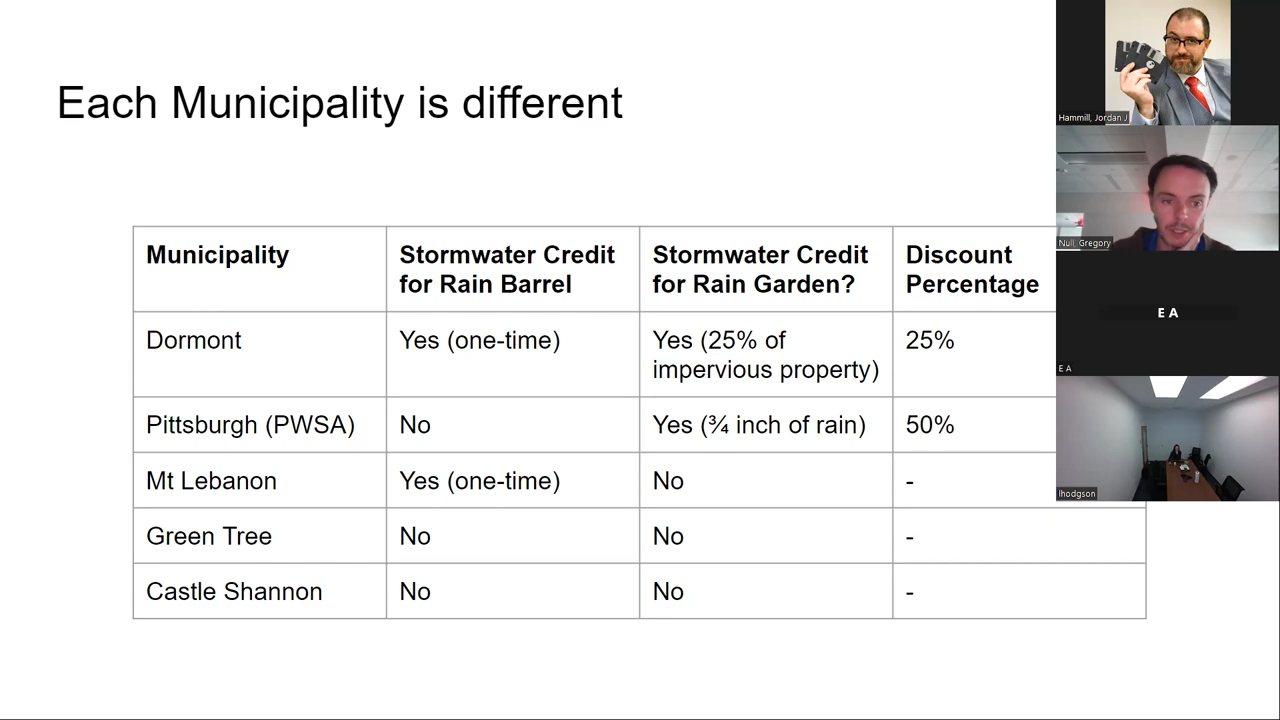 Each Municipality is different
Municipality
Stormwater Credit
for Rain Barrel
Stormwater Credit
for Rain Garden?
Discount
Percentage
Dormont
Yes (one-time)
Yes (25% of
impervious property)
25%
Pittsburgh (PWSA)
No
Yes (¾ inch of rain)
50%
Mt Lebanon
Yes (one-time)
No
-
Green Tree
No
No
-
Castle Shannon
No
No
-
Hammill, Jordan J
Null, Gregory
E A
E A
lhodgson